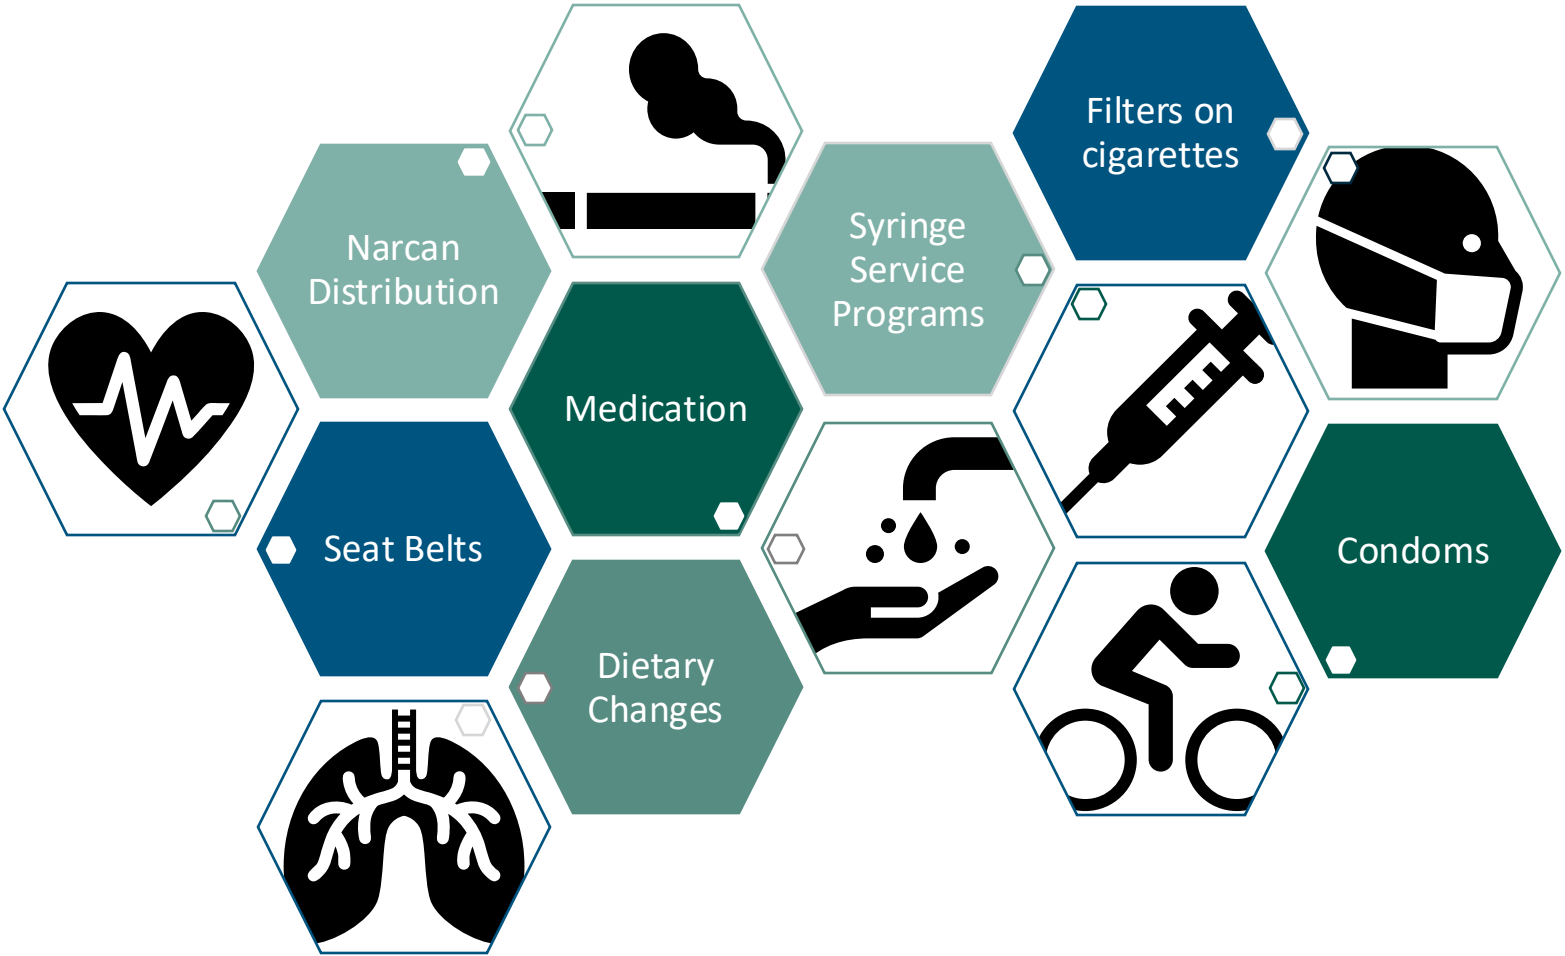 Filters on
cigarettes
Narcan
Distribution
Syringe
Service
Programs
Medication
Seat Belts
Condoms
Dietary
Changes